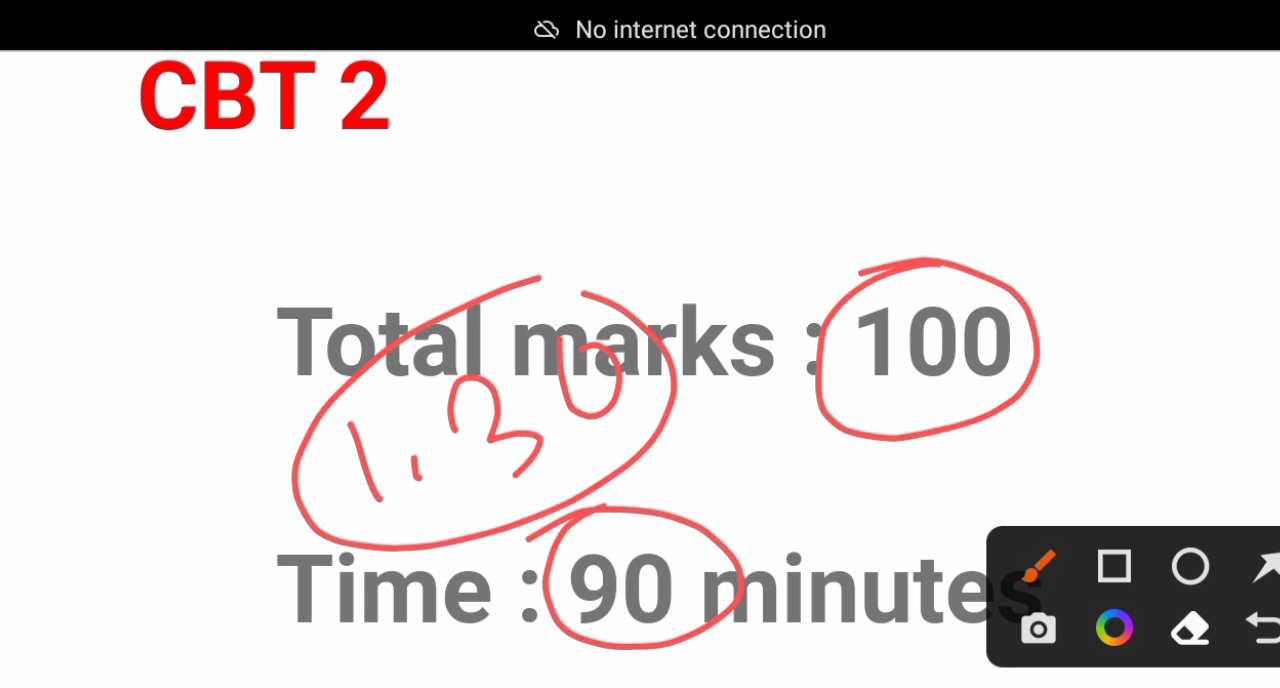 No internet connection
CBT 2
Total marks : 100
1.30
Time : 90 minutes